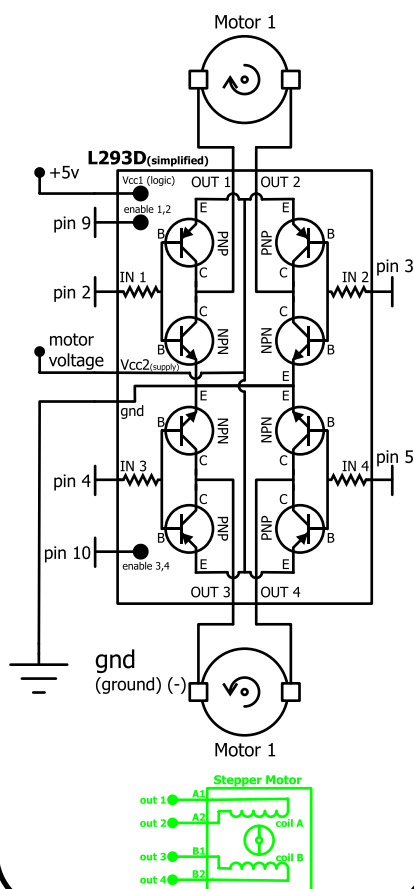 Motor 1
L293D(simplified)
+5v
Vcc1 (logic)
OUT 1
OUT 2
enable 1,2
pin 9
E
E
B
PNP
PNP
B
C
C
pin 2
IN 1
IN 2
pin 3
C
C
B
NPN
NPN
B
motor
voltage
Vcc2(supply)
E
E
gnd
E
E
B
NPN
NPN
B
C
C
pin 4
IN 3
IN 4
pin 5
C
C
B
PNP
PNP
B
pin 10
enable 3,4
E
E
OUT 3
OUT 4
gnd
(ground) (-)
Motor 1
Stepper Motor
out 1
A1
out 2
A2
coil A
out 3
B1
coil B
out 4
B2